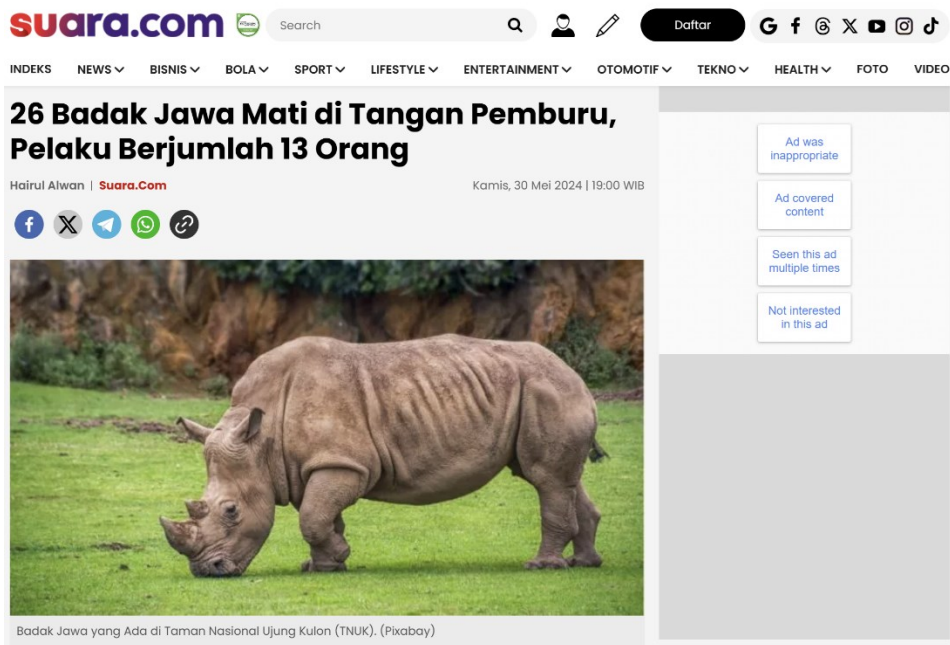 suara.com
Search
Daftar
INDEKS NEWS BISNIS BOLA SPORT LIFESTYLE ENTERTAINMENT OTOMOTIF TEKNO HEALTH FOTO VIDEO
26 Badak Jawa Mati di Tangan Pemburu,
Pelaku Berjumlah 13 Orang
Hairul Alwan | Suara.Com
Kamis, 30 Mei 2024 | 19:00 WIB
Ad was
inappropriate
Ad covered
content
Seen this ad
multiple times
Not interested
in this ad
Badak Jawa yang Ada di Taman Nasional Ujung Kulon (TNUK). (Pixabay)